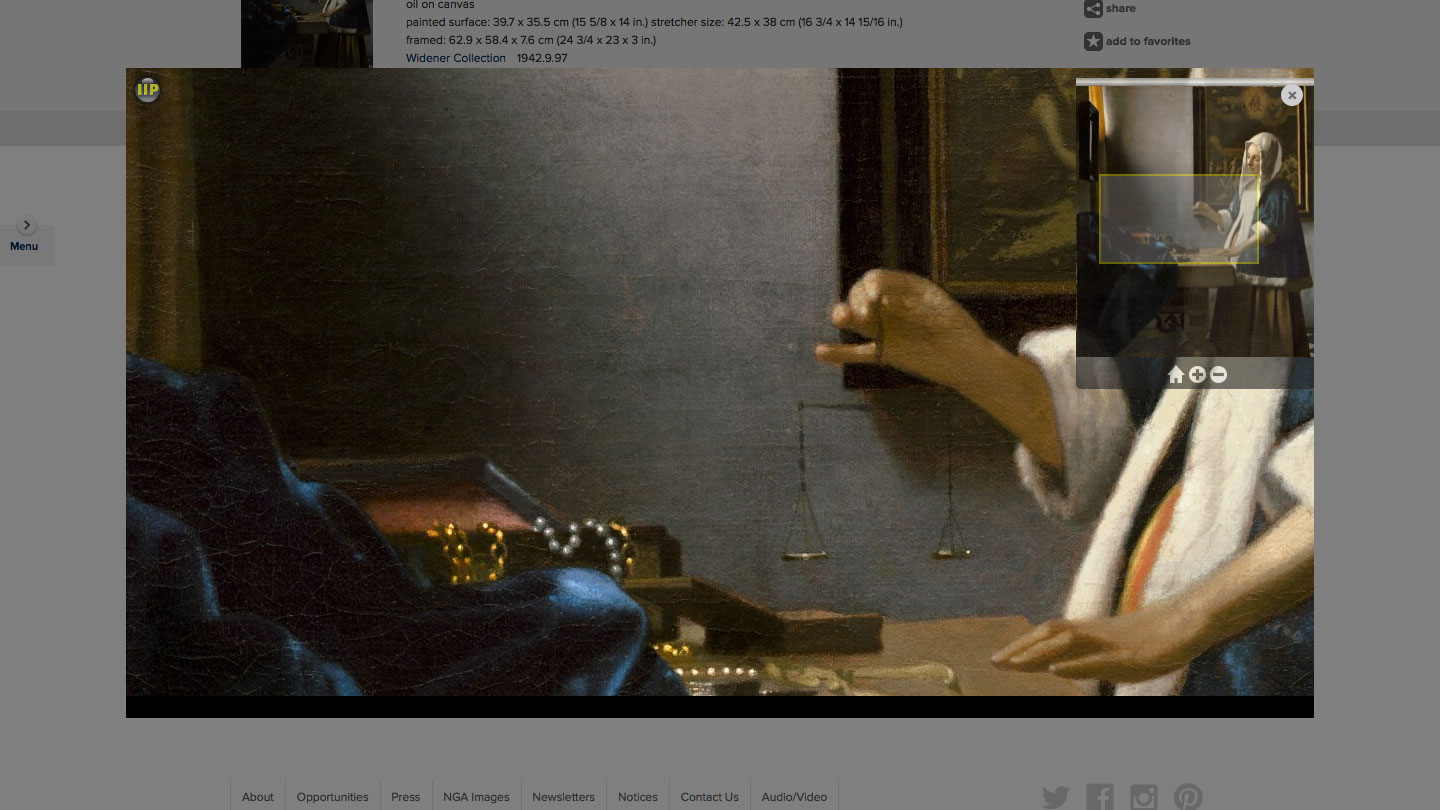 oil on canvas
painted surface: 39.7 x 35.5 cm (15 5/8 x 14 in.) stretcher size: 42.5 x 38 cm (16 3/4 x 14 15/16 in.)
framed: 62.9 x 58.4 x 7.6 cm (24 3/4 x 23 x 3 in.)
Widener Collection 1942.9.97
share
add to favorites
IIP
Menu
About
Opportunities
Press
NGA Images
Newsletters
Notices
Contact Us
Audio/Video